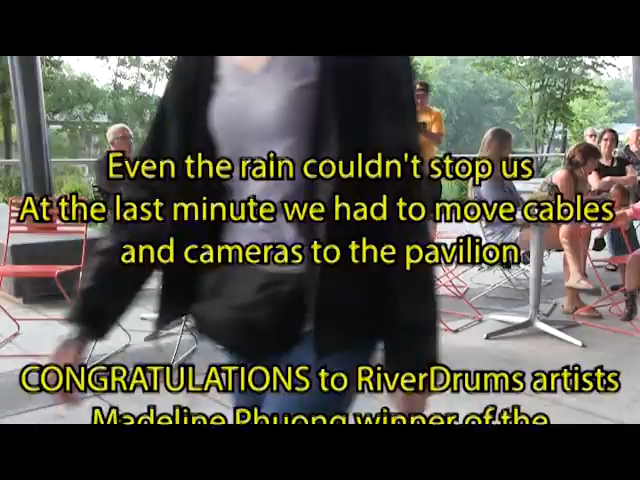 Even the rain couldn't stop us
At the last minute we had to move cables
and cameras to the pavilion
CONGRATULATIONS to RiverDrums artists
Madeline Phuong winner of the